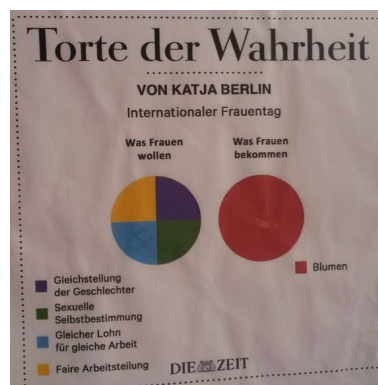 Torte der Wahrheit
VON KATJA BERLIN
Internationaler Frauentag
Was Frauen
wollen
Was Frauen
bekommen
Blumen
Gleichstellung
der Geschlechter
Sexuelle
Selbstbestimmung
Gleicher Lohn
für gleiche Arbeit
Faire Arbeitsteilung
DIE ZEIT